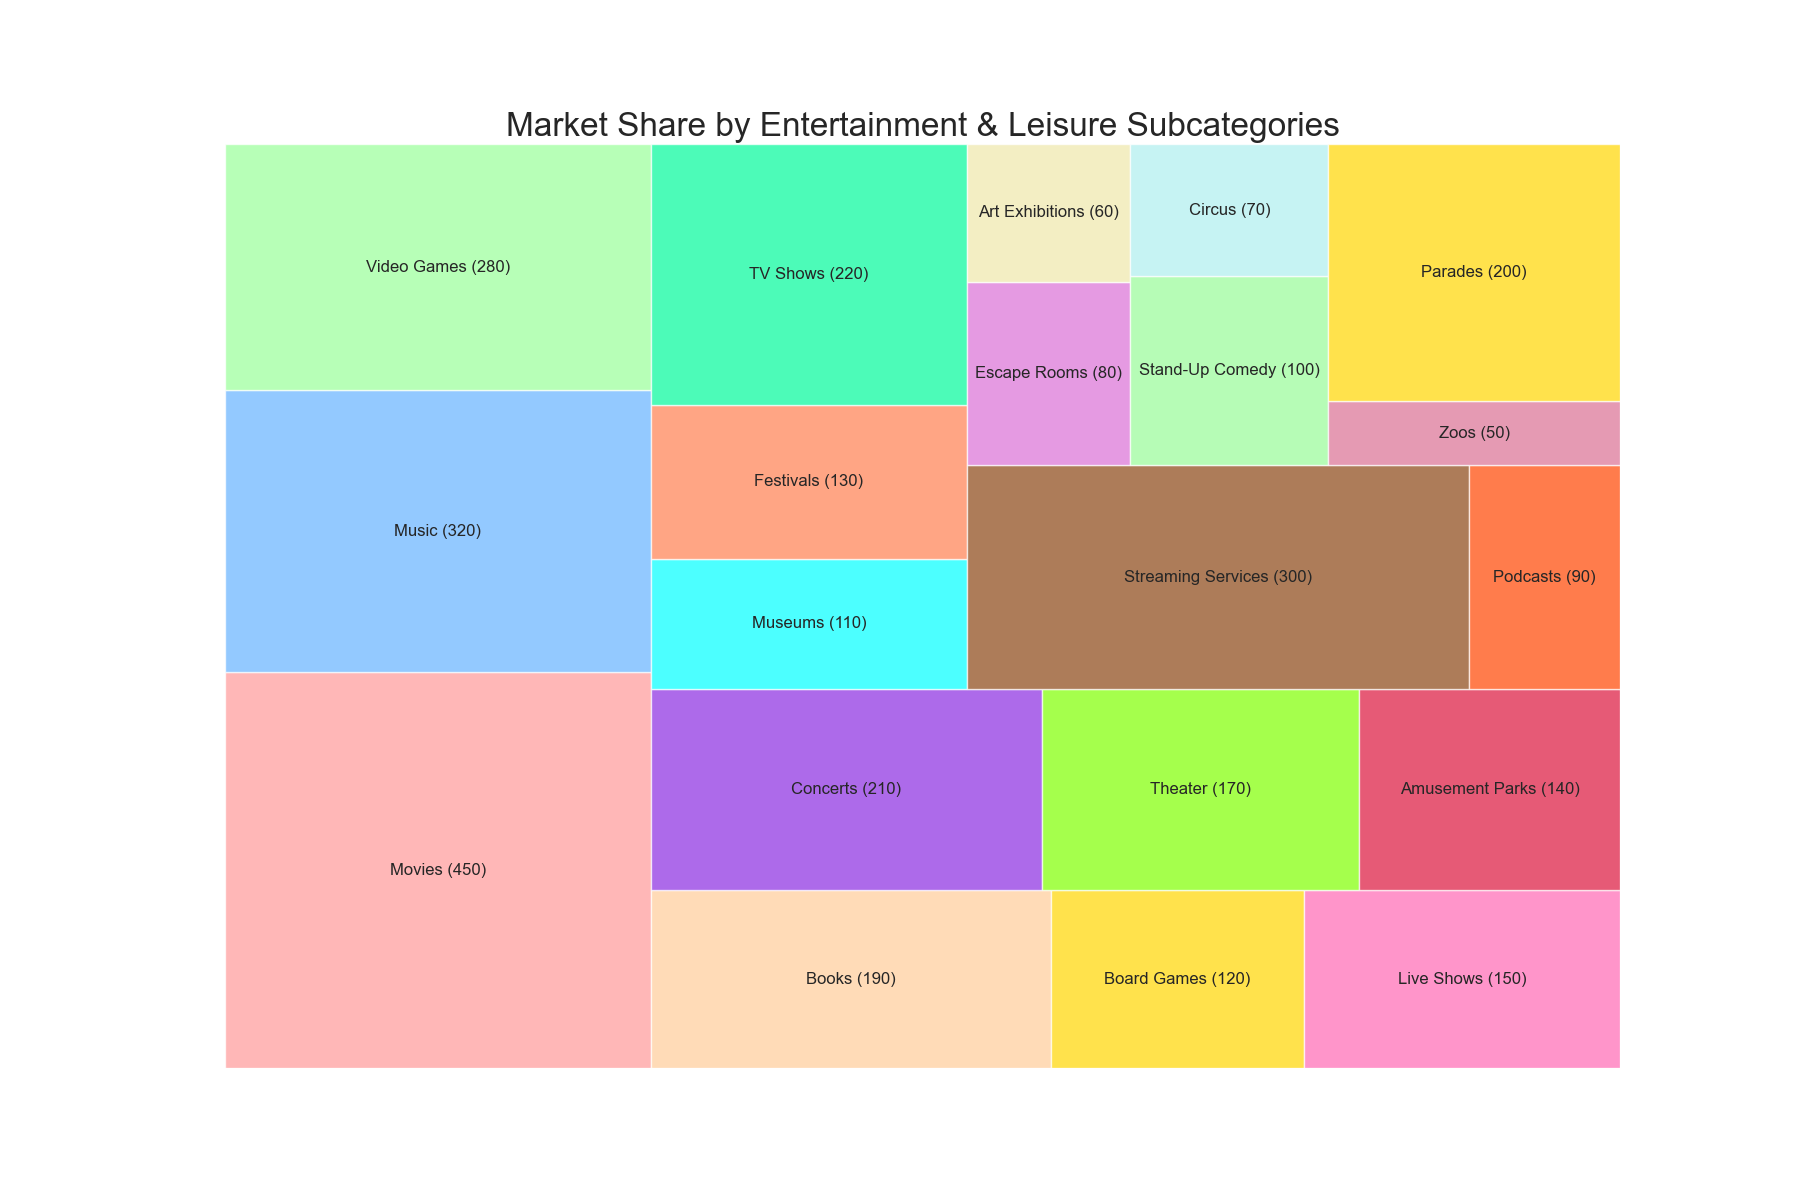 Market Share by Entertainment & Leisure Subcategories
Video Games (280)
TV Shows (220)
Art Exhibitions (60)
Circus (70)
Parades (200)
Escape Rooms (80)
Stand-Up Comedy (100)
Zoos (50)
Music (320)
Festivals (130)
Museums (110)
Streaming Services (300)
Podcasts (90)
Movies (450)
Concerts (210)
Theater (170)
Amusement Parks (140)
Books (190)
Board Games (120)
Live Shows (150)